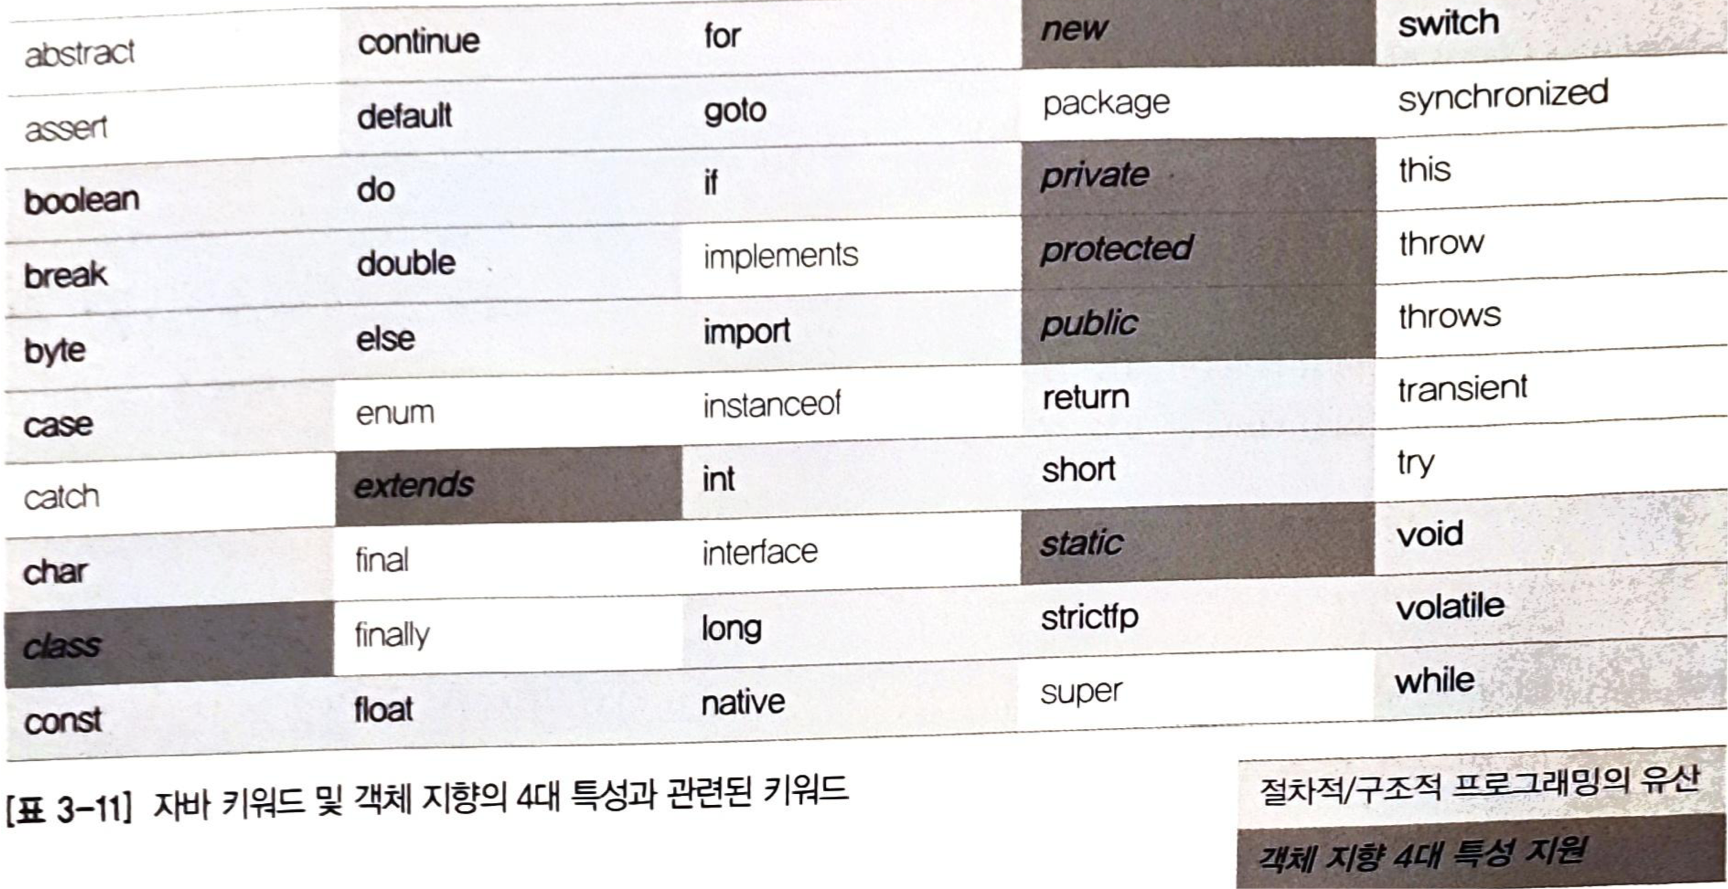 abstract continue for new switch
assert default goto package synchronized
boolean do if private this
break double implements protected throw
byte else import public throws
case enum instanceof return transient
catch extends int short try
char final interface static void
class finally long strictfp volatile
const float native super while
[표 3-11] 자바 키워드 및 객체 지향의 4대 특성과 관련된 키워드
절차적/구조적 프로그래밍의 유산
객체 지향 4대 특성 지원